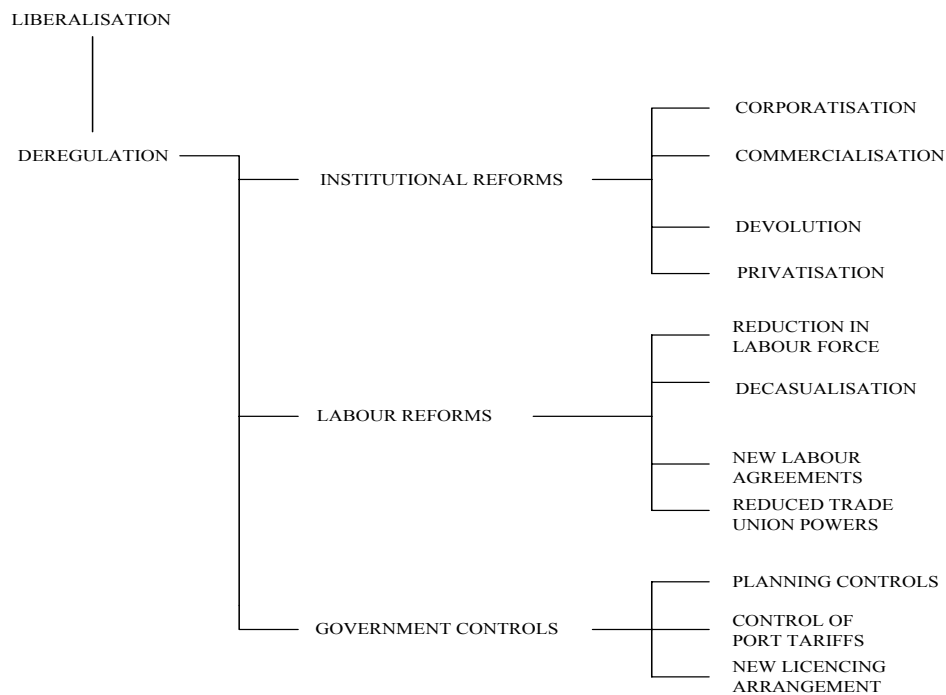 LIBERALISATION
DEREGULATION
INSTITUTIONAL REFORMS
CORPORATISATION
COMMERCIALISATION
DEVOLUTION
PRIVATISATION
LABOUR REFORMS
REDUCTION IN
LABOUR FORCE
DECASUALISATION
NEW LABOUR
AGREEMENTS
REDUCED TRADE
UNION POWERS
GOVERNMENT CONTROLS
PLANNING CONTROLS
CONTROL OF
PORT TARIFFS
NEW LICENCING
ARRANGEMENT